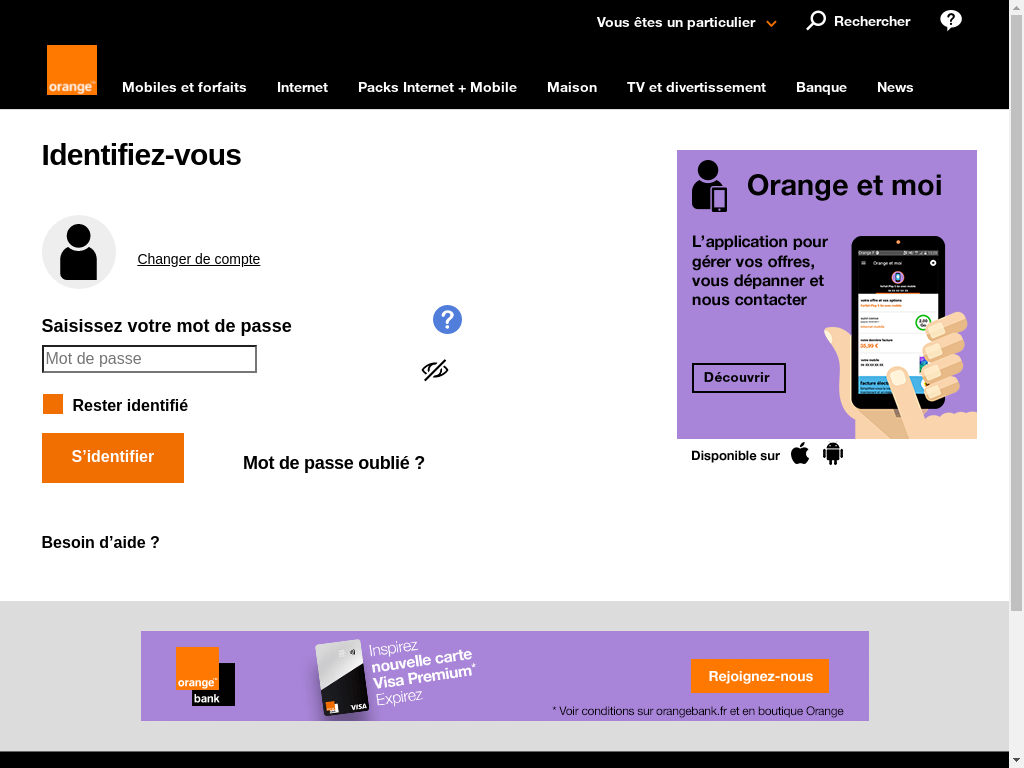 Vous êtes un particulier
Rechercher
orange
Mobiles et forfaits
Internet
Packs Internet + Mobile
Maison
TV et divertissement
Banque
News
Identifiez-vous
Changer de compte
Saisissez votre mot de passe
Mot de passe
Rester identifié
S'identifier
Mot de passe oublié ?
Besoin d'aide ?
Orange et moi
L'application pour
gérer vos offres,
vous dépanner et
nous contacter
Découvrir
Orange et moi
Disponible sur
orange
bank
VISA
Inspirez
nouvelle carte
Visa Premium*
Expirez
Rejoignez-nous
* Voir conditions sur orangebank.fr et en boutique Orange